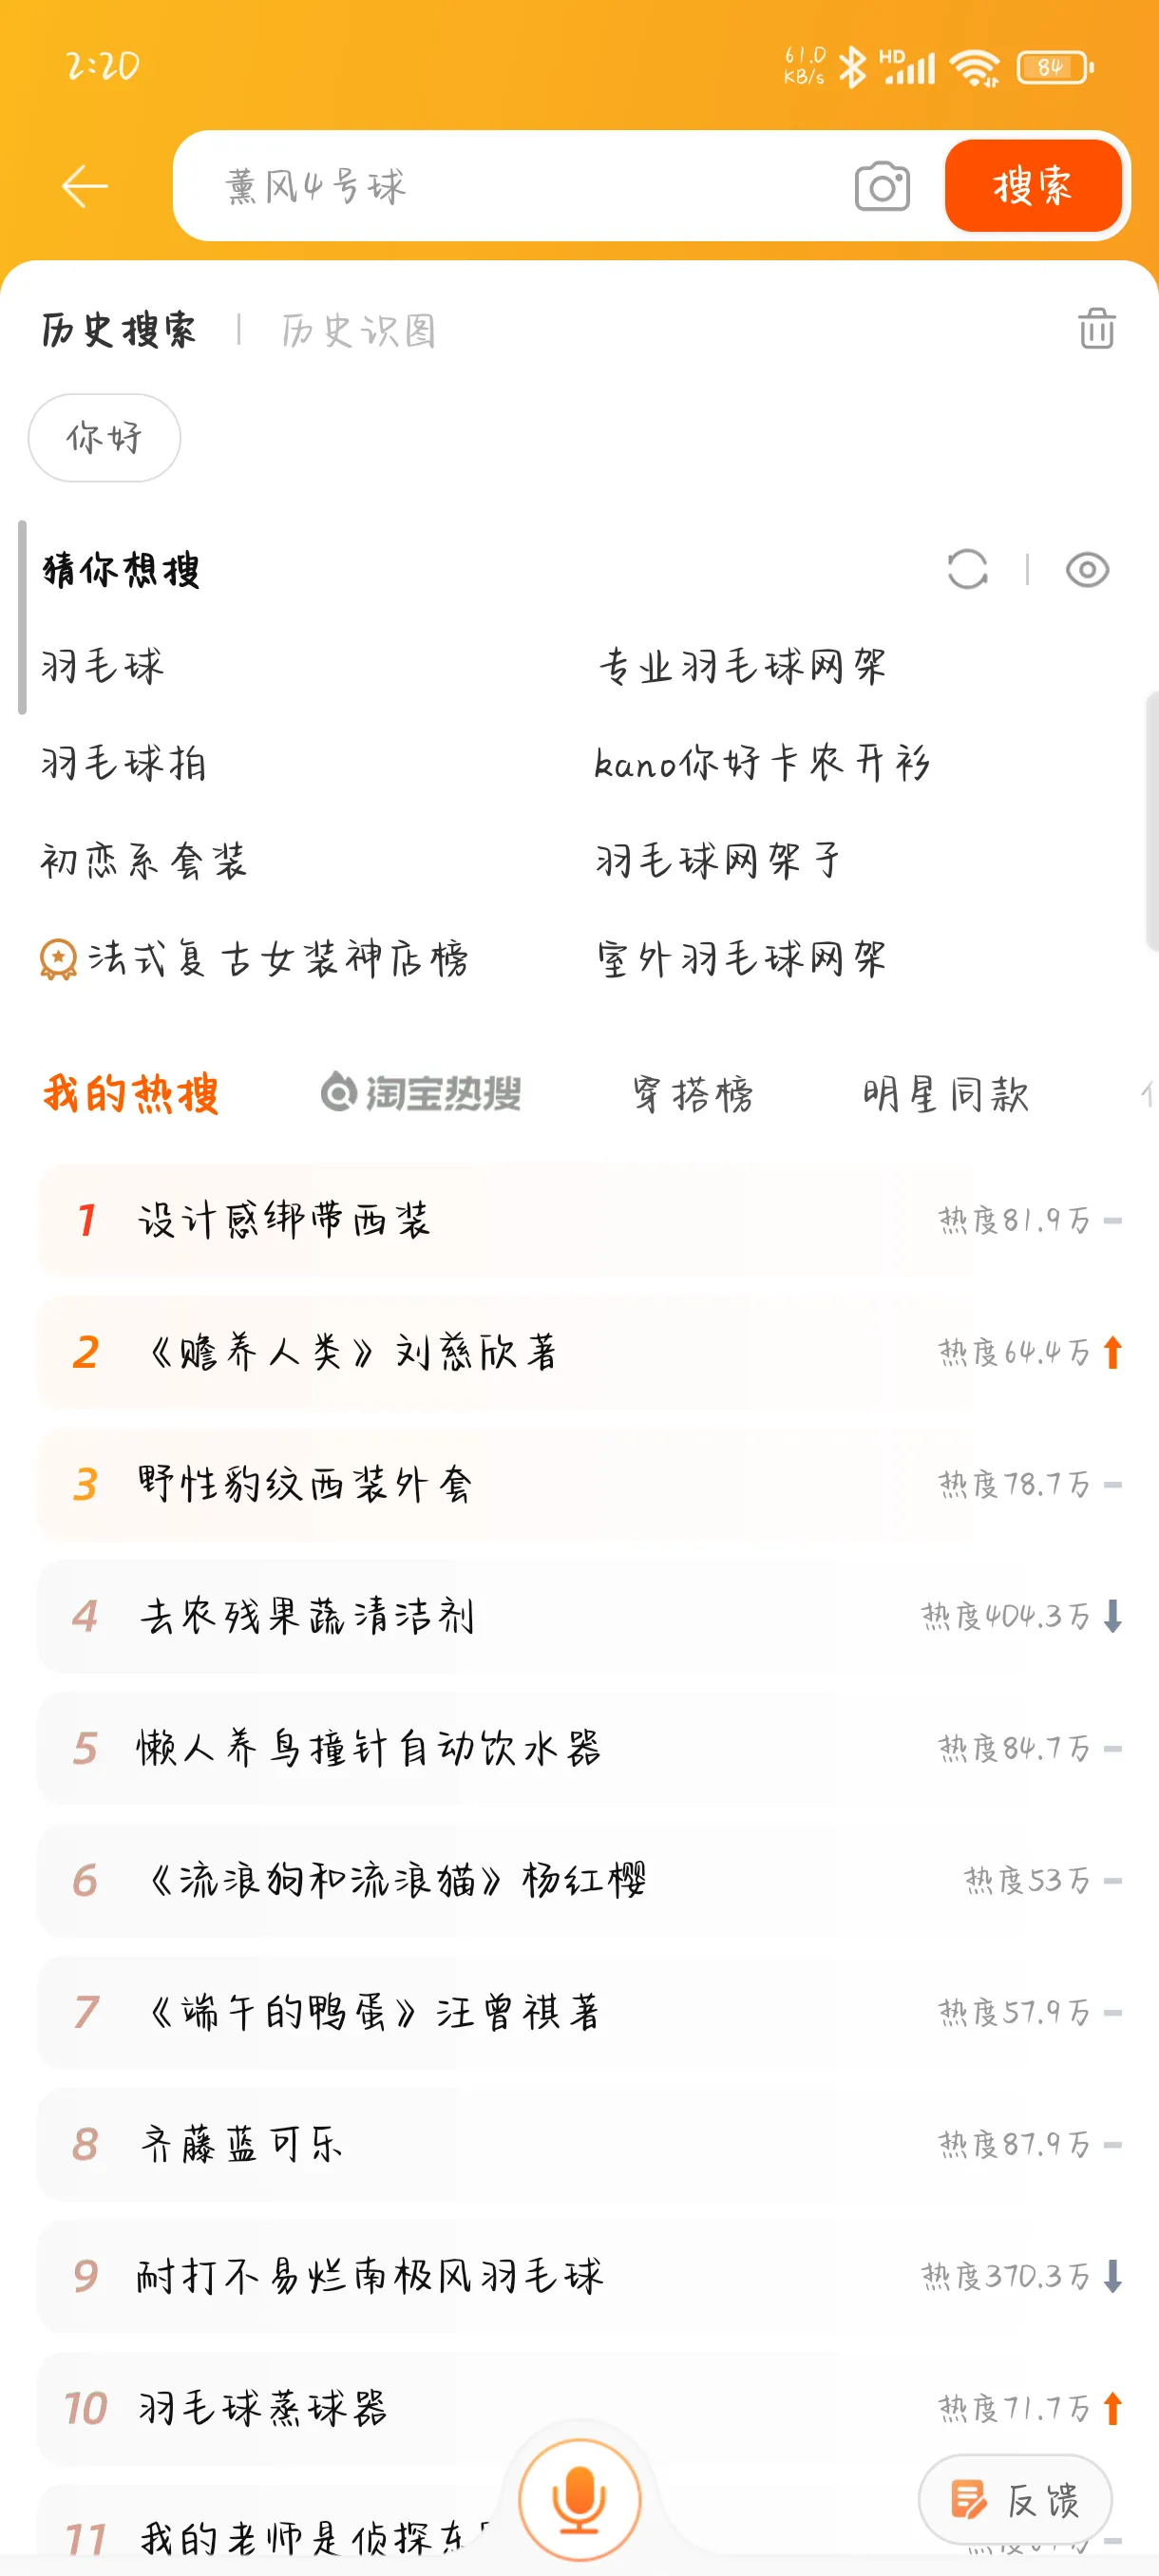 2:20 61.0 KB/s HD 84
薰风4号球 搜索
历史搜索 历史识图
你好
猜你想搜
羽毛球 专业羽毛球网架
羽毛球拍 kano你好卡农开衫
初恋系套装 羽毛球网架子
法式复古女装神店榜 室外羽毛球网架
我的热搜 淘宝热搜 穿搭榜 明星同款
1 设计感绑带西装 热度81.9万
2 《赡养人类》刘慈欣著 热度64.4万
3 野性豹纹西装外套 热度78.7万
4 去农残果蔬清洁剂 热度404.3万
5 懒人养鸟撞针自动饮水器 热度84.7万
6 《流浪狗和流浪猫》杨红樱 热度53万
7 《端午的鸭蛋》汪曾祺著 热度57.9万
8 齐藤蓝可乐 热度87.9万
9 耐打不易烂南极风羽毛球 热度370.3万
10 羽毛球蒸球器 热度71.7万
反馈
11 我的老师是侦探